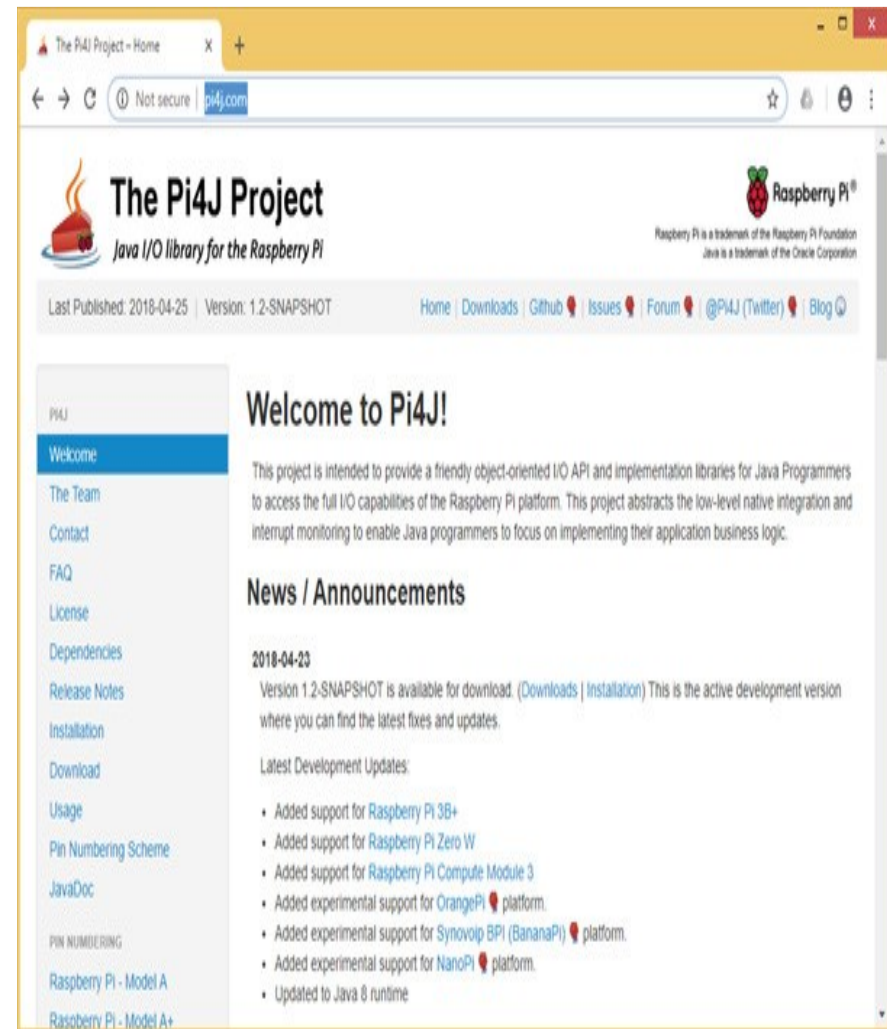 The Pi4J Project – Home
Not secure | pi4j.com
The Pi4J Project
Java I/O library for the Raspberry Pi
Raspberry Pi®
Raspberry Pi is a trademark of the Raspberry Pi Foundation
Java is a trademark of the Oracle Corporation
Last Published: 2018-04-25 | Version: 1.2-SNAPSHOT
Home | Downloads | Github | Issues | Forum | @Pi4J (Twitter) | Blog
PI4J
Welcome
The Team
Contact
FAQ
License
Dependencies
Release Notes
Installation
Download
Usage
Pin Numbering Scheme
JavaDoc
PIN NUMBERING
Raspberry Pi - Model A
Raspberry Pi - Model A+
Welcome to Pi4J!
This project is intended to provide a friendly object-oriented I/O API and implementation libraries for Java Programmers
to access the full I/O capabilities of the Raspberry Pi platform. This project abstracts the low-level native integration and
interrupt monitoring to enable Java programmers to focus on implementing their application business logic.
News / Announcements
2018-04-23
Version 1.2-SNAPSHOT is available for download. (Downloads | Installation) This is the active development version
where you can find the latest fixes and updates.
Latest Development Updates:
• Added support for Raspberry Pi 3B+
• Added support for Raspberry Pi Zero W
• Added support for Raspberry Pi Compute Module 3
• Added experimental support for OrangePi platform.
• Added experimental support for Synovoip BPI (BananaPi) platform.
• Added experimental support for NanoPi platform.
• Updated to Java 8 runtime